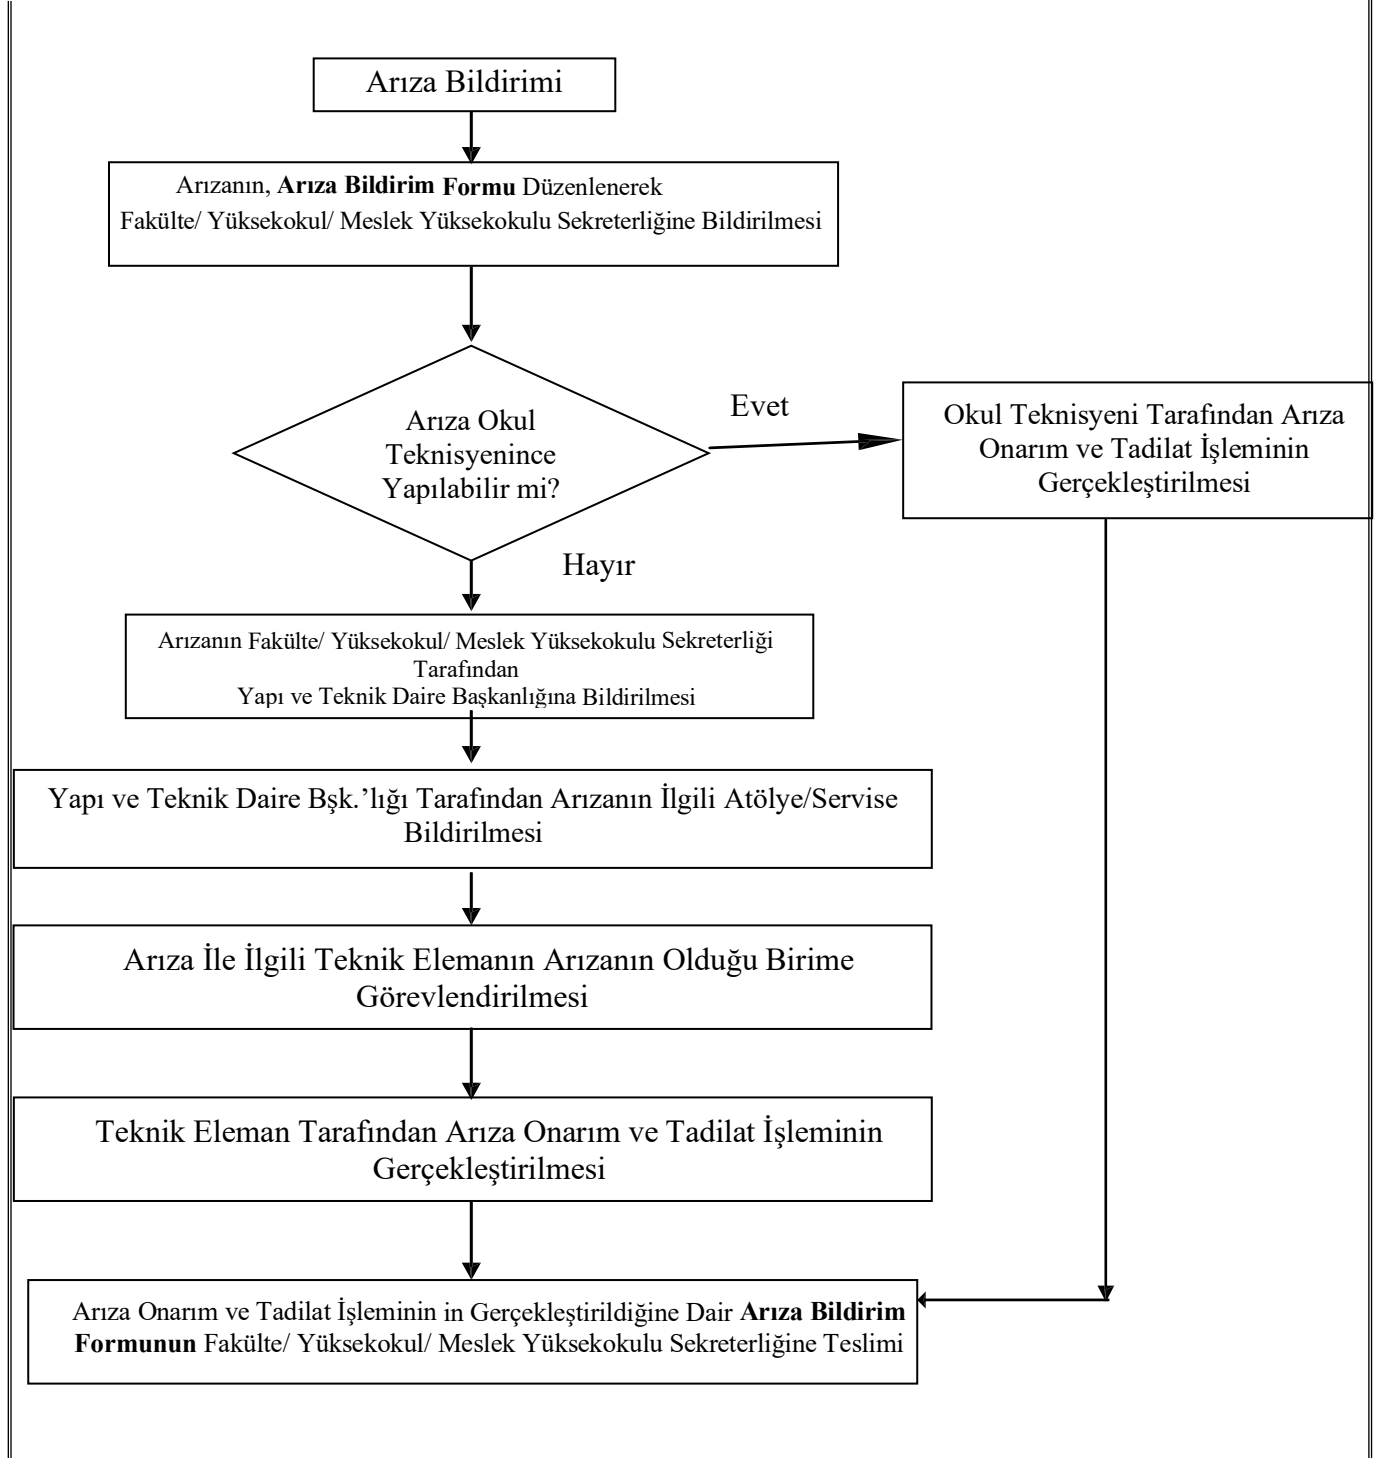 Arıza Bildirimi
Arızanın, Arıza Bildirim Formu Düzenlenerek
Fakülte/ Yüksekokul/ Meslek Yüksekokulu Sekreterliğine Bildirilmesi
Arıza Okul
Teknisyenince
Yapılabilir mi?
Evet
Okul Teknisyeni Tarafından Arıza
Onarım ve Tadilat İşleminin
Gerçekleştirilmesi
Hayır
Arızanın Fakülte/ Yüksekokul/ Meslek Yüksekokulu Sekreterliği
Tarafından
Yapı ve Teknik Daire Başkanlığına Bildirilmesi
Yapı ve Teknik Daire Bşk.’lığı Tarafından Arızanın İlgili Atölye/Servise
Bildirilmesi
Arıza İle İlgili Teknik Elemanın Arızanın Olduğu Birime
Görevlendirilmesi
Teknik Eleman Tarafından Arıza Onarım ve Tadilat İşleminin
Gerçekleştirilmesi
Arıza Onarım ve Tadilat İşleminin in Gerçekleştirildiğine Dair Arıza Bildirim
Formunun Fakülte/ Yüksekokul/ Meslek Yüksekokulu Sekreterliğine Teslimi